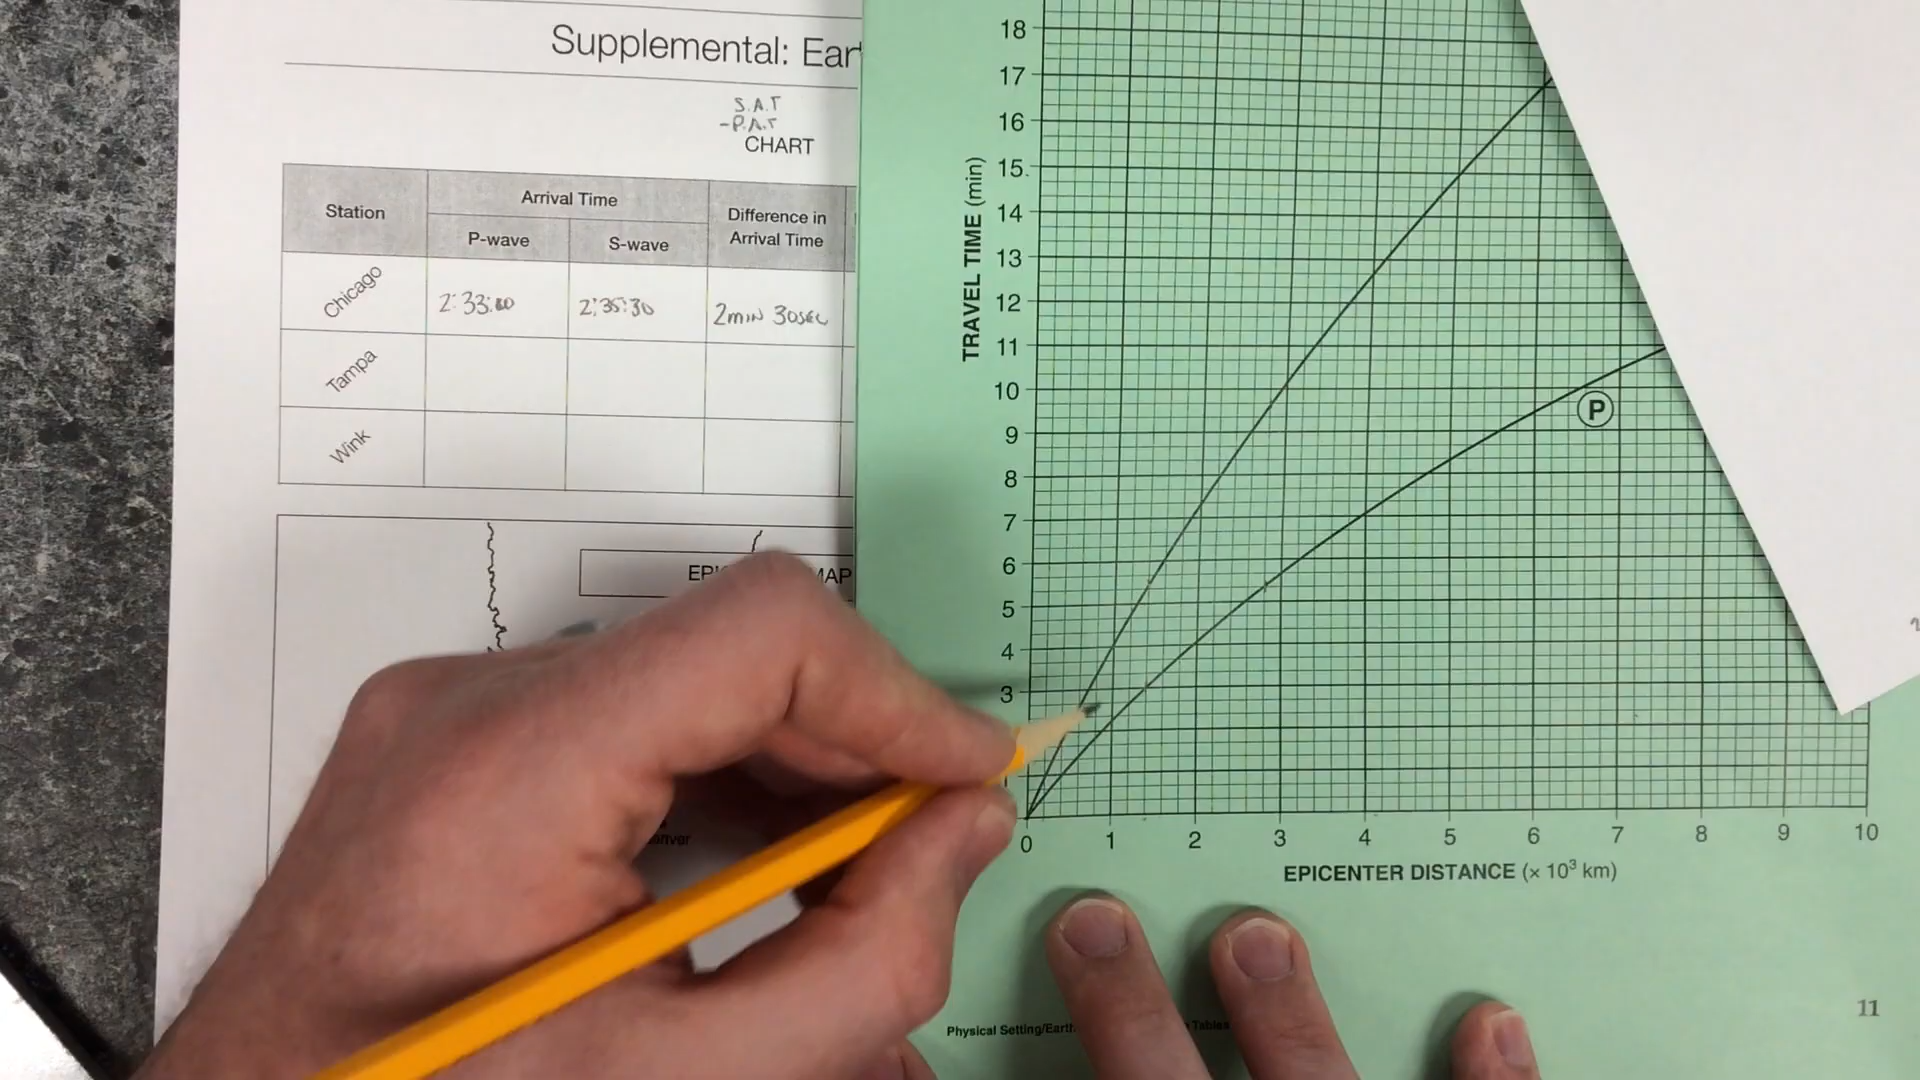 Supplemental: Ear
S.A.T
-P.A.T
CHART
Station
Arrival Time
P-wave
S-wave
Difference in
Arrival Time
Chicago
2:33:00
2:35:30
2MIN 30SEC
Tampa
Wink
MAP
TRAVEL TIME (min)
18
17
16
15
14
13
12
11
10
9
8
7
6
5
4
3
P
0 1 2 3 4 5 6 7 8 9 10
EPICENTER DISTANCE (× 10³ km)
Physical Setting/Earth
Tables
11